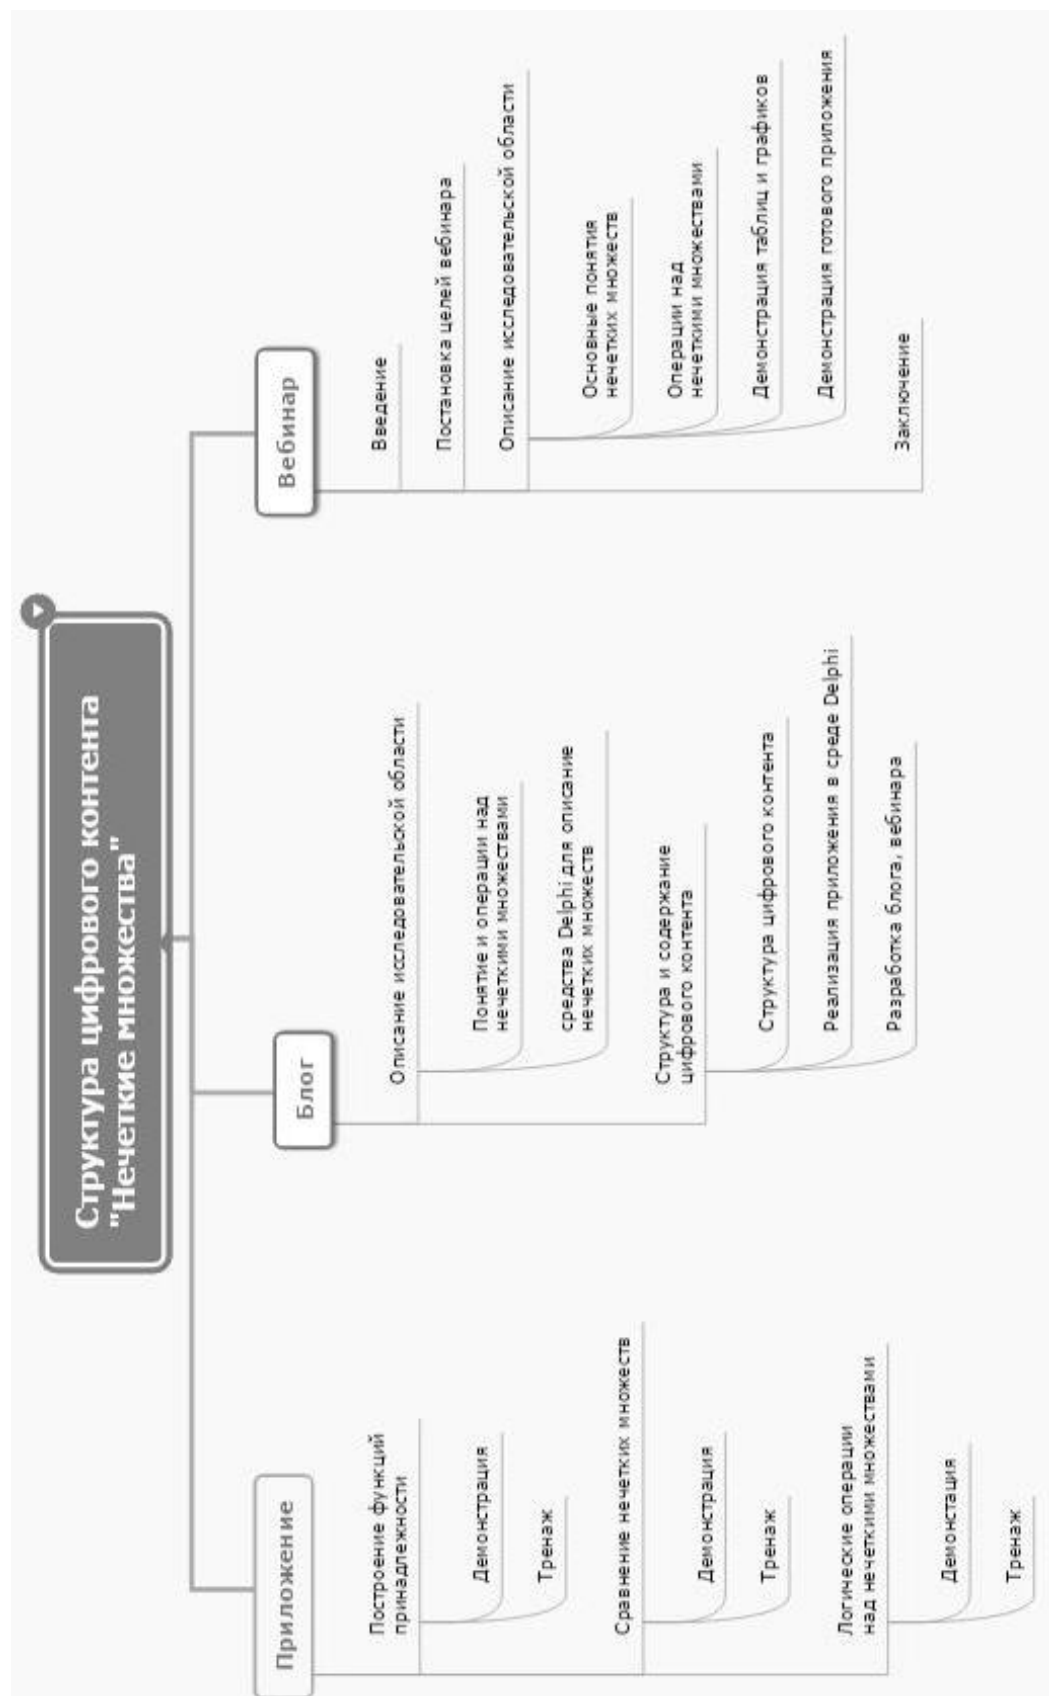 Структура цифрового контента
"Нечеткие множества"
Приложение
Построение функций
принадлежности
Демонстрация
Тренаж
Сравнение нечетких множеств
Демонстрация
Тренаж
Логические операции
над нечеткими множествами
Демонстация
Тренаж
Блог
Описание исследовательской области
Понятие и операции над
нечеткими множествами
средства Delphi для описание
нечетких множеств
Структура и содержание
цифрового контента
Структура цифрового контента
Реализация приложения в среде Delphi
Разработка блога, вебинара
Вебинар
Введение
Постановка целей вебинара
Описание исследовательской области
Основные понятия
нечетких множеств
Операции над
нечеткими множествами
Демонстрация таблиц и графиков
Демонстрация готового приложения
Заключение